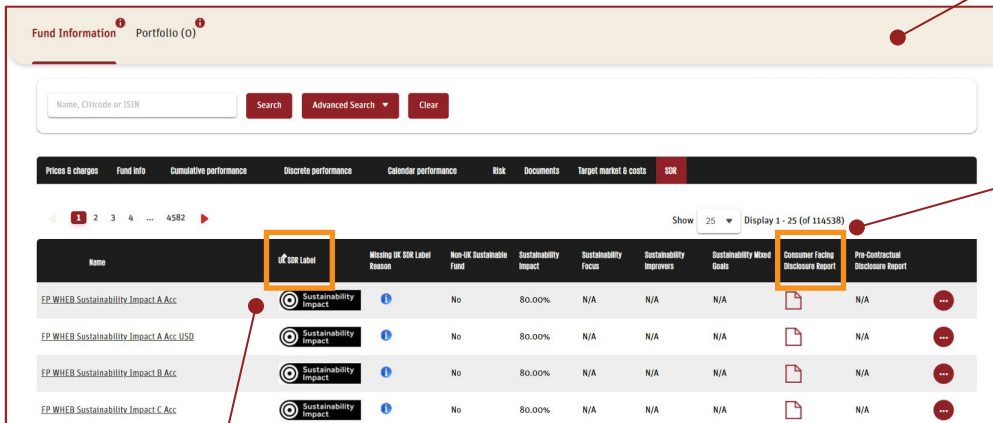 Fund Information Portfolio (0)
Name, Citicode or ISIN Search Advanced Search Clear
Prices & charges Fund info Cumulative performance Discrete performance Calendar performance Risk Documents Target market & costs SDR
1 2 3 4 ... 4582 Show 25 Display 1 - 25 (of 114538)
Name UK SDR Label Missing UK SDR Label Reason Non-UK Sustainable Fund Sustainability Impact Sustainability Focus Sustainability Improvers Sustainability Mixed Goals Consumer Facing Disclosure Report Pre-Contractual Disclosure Report
FP WHEB Sustainability Impact A Acc Sustainability Impact No 80.00% N/A N/A N/A N/A
FP WHEB Sustainability Impact A Acc USD Sustainability Impact No 80.00% N/A N/A N/A N/A
FP WHEB Sustainability Impact B Acc Sustainability Impact No 80.00% N/A N/A N/A N/A
FP WHEB Sustainability Impact C Acc Sustainability Impact No 80.00% N/A N/A N/A N/A